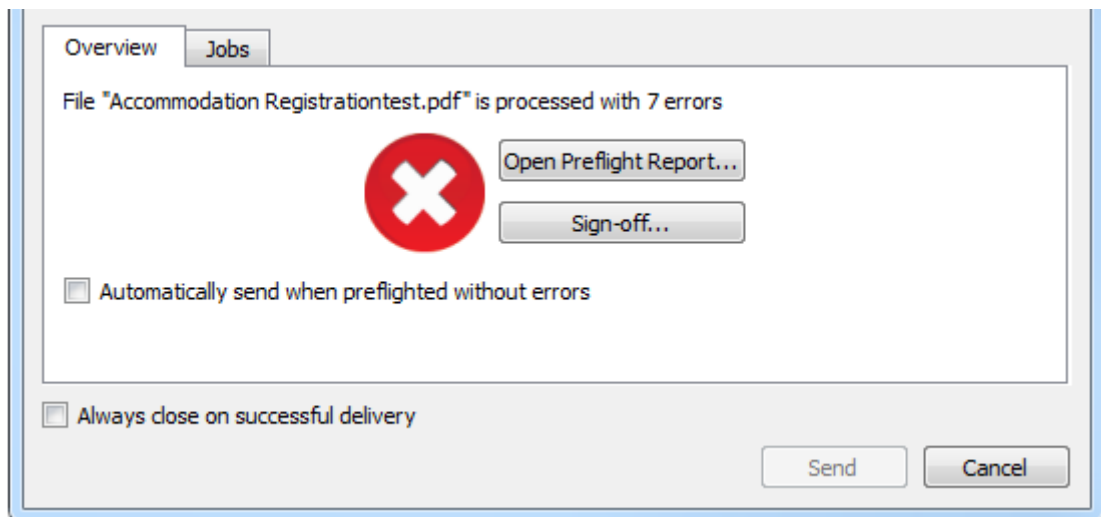 Overview Jobs
File "Accommodation Registrationtest.pdf" is processed with 7 errors
Open Preflight Report...
Sign-off...
Automatically send when preflighted without errors
Always close on successful delivery
Send Cancel